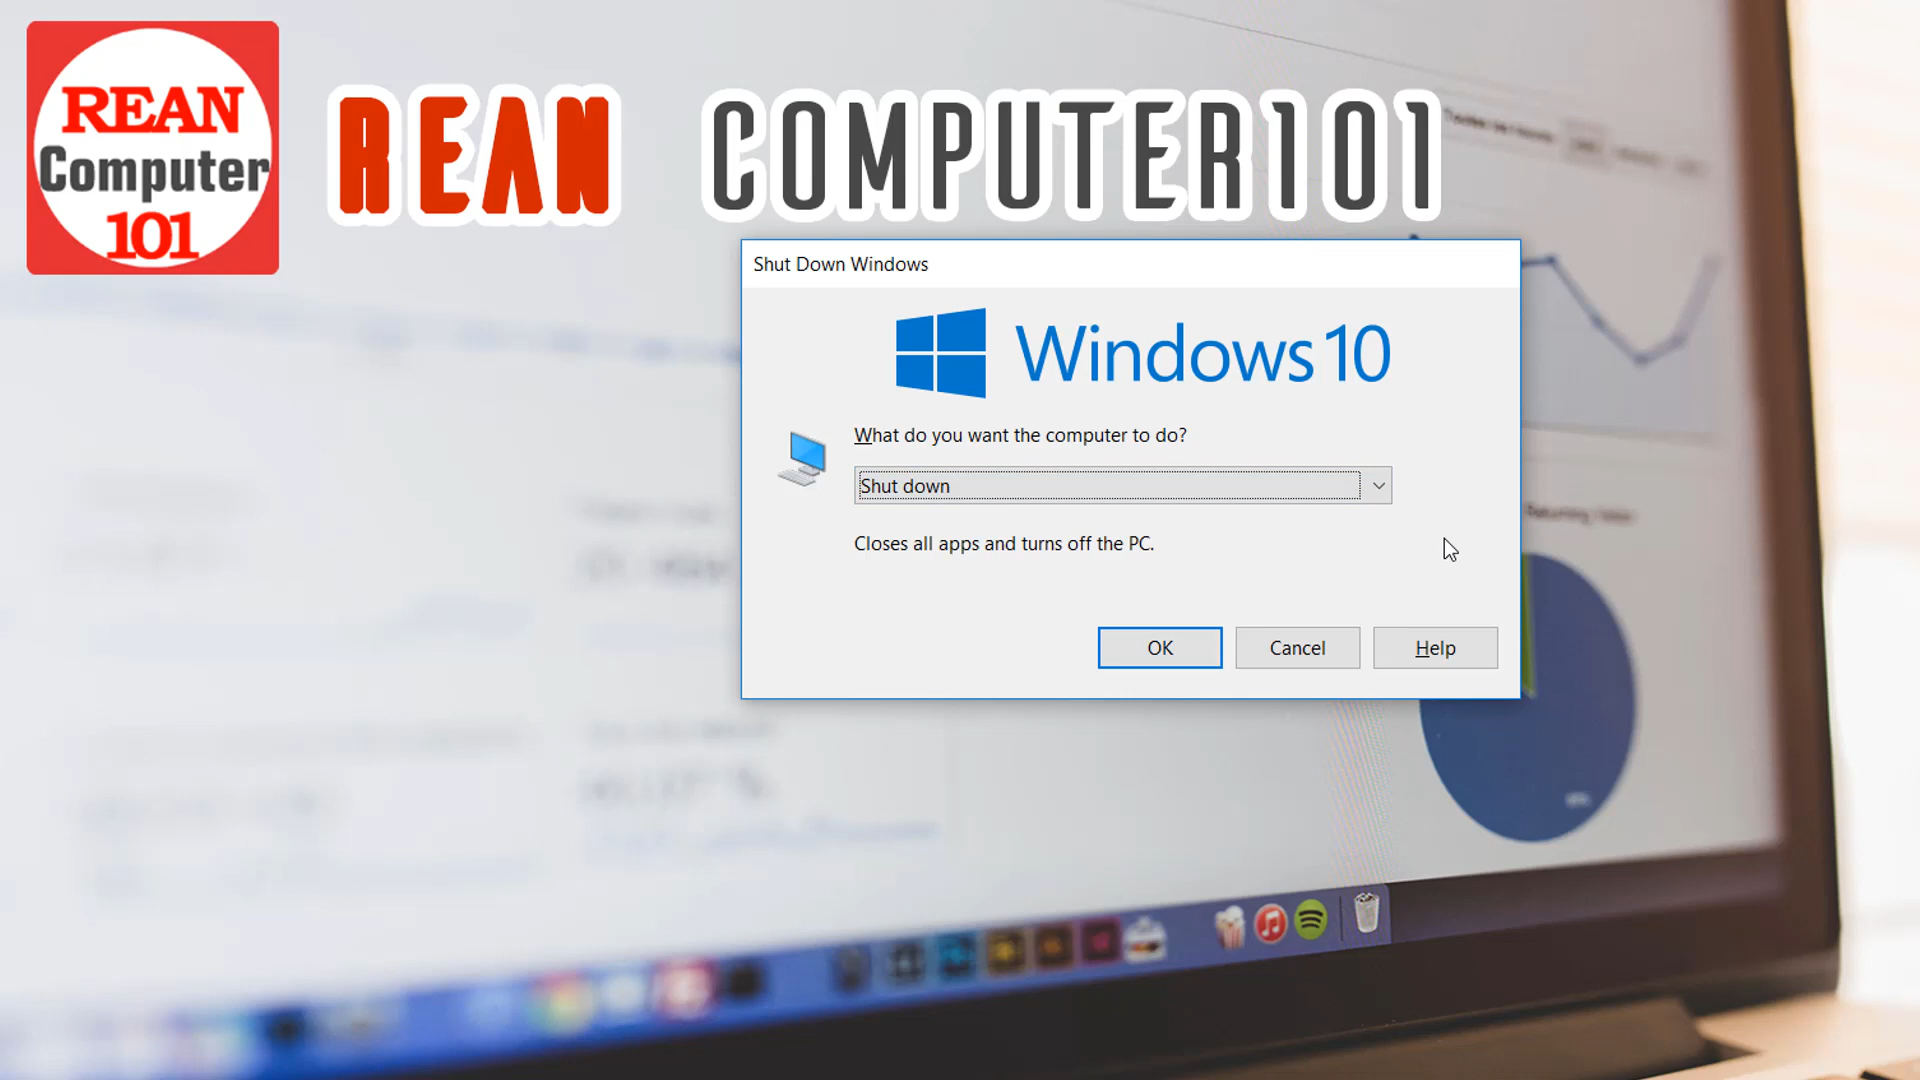 REAN
Computer
101
REAN COMPUTER101
Shut Down Windows
Windows 10
What do you want the computer to do?
Shut down
Closes all apps and turns off the PC.
OK
Cancel
Help